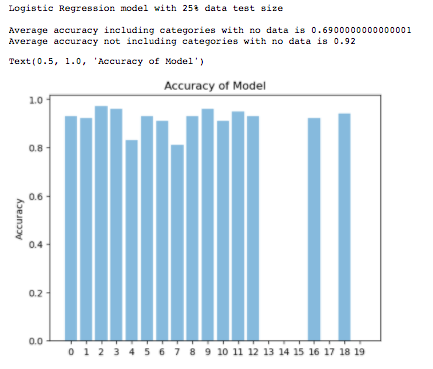 Logistic Regression model with 25% data test size
Average accuracy including categories with no data is 0.6900000000000001
Average accuracy not including categories with no data is 0.92
Text(0.5, 1.0, 'Accuracy of Model')
Accuracy of Model
1.0
0.8
0.6
0.4
0.2
0.0
Accuracy
0 1 2 3 4 5 6 7 8 9 10 11 12 13 14 15 16 17 18 19